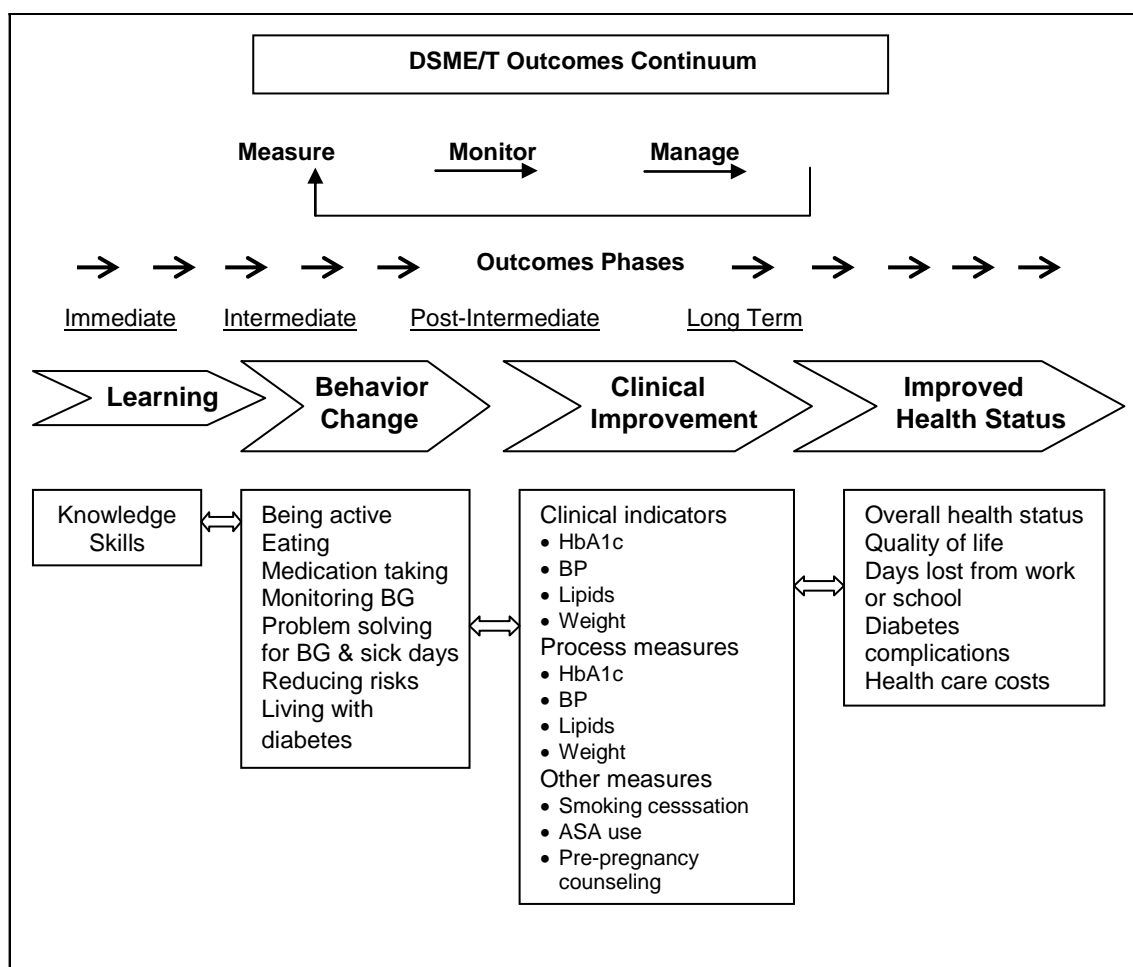 DSME/T Outcomes Continuum
Measure Monitor Manage
Outcomes Phases
Immediate Intermediate Post-Intermediate Long Term
Learning
Behavior
Change
Clinical
Improvement
Improved
Health Status
Knowledge
Skills
Being active
Eating
Medication taking
Monitoring BG
Problem solving
for BG & sick days
Reducing risks
Living with
diabetes
Clinical indicators
• HbA1c
• BP
• Lipids
• Weight
Process measures
• HbA1c
• BP
• Lipids
• Weight
Other measures
• Smoking cesssation
• ASA use
• Pre-pregnancy
counseling
Overall health status
Quality of life
Days lost from work
or school
Diabetes
complications
Health care costs